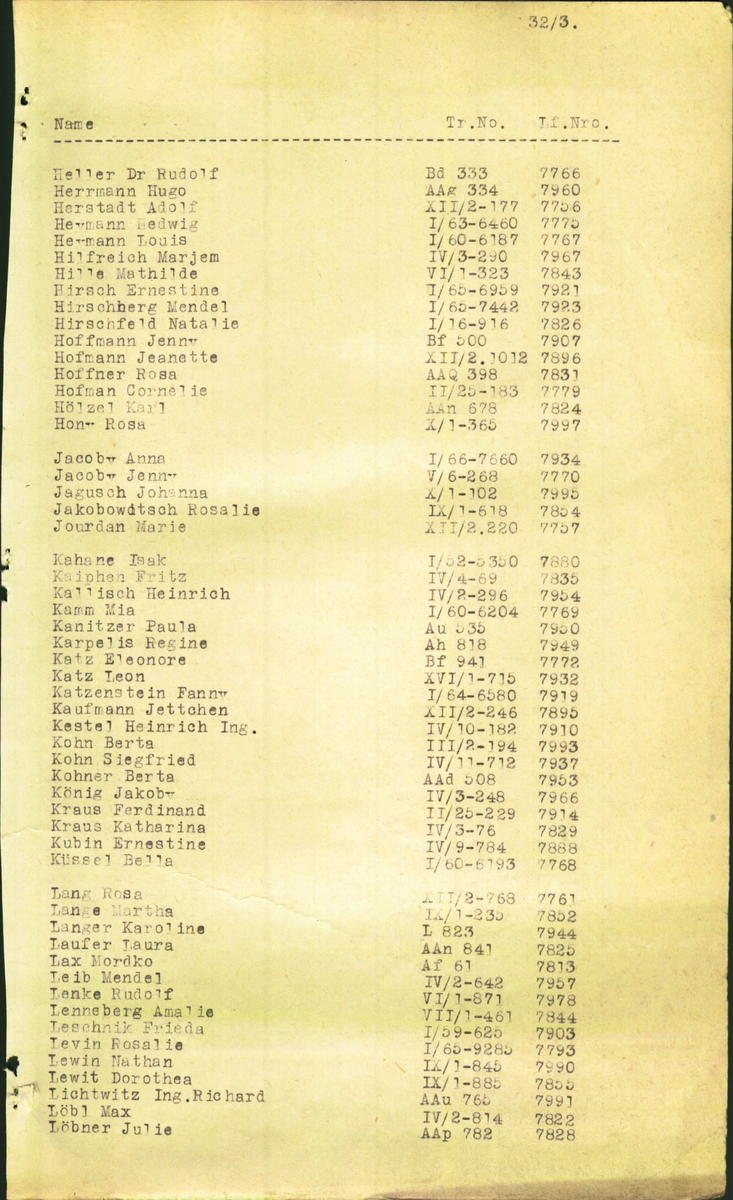 32/3.
Name Tr.No. Lf.Nro.
Heller Dr Rudolf Bd 333 7766
Herrmann Hugo AAg 334 7960
Herstadt Adolf XII/2-177 7756
Hermann Hedwig I/63-6460 7775
Hermann Louis I/60-6187 7767
Hilfreich Marjem IV/3-290 7967
Hille Mathilde VI/1-323 7843
Hirsch Ernestine I/65-6959 7921
Hirschberg Mendel I/65-7442 7923
Hirschfeld Natalie I/16-916 7826
Hoffmann Jenny Bf 500 7907
Hofmann Jeanette XII/2.1012 7896
Hoffner Rosa AAQ 398 7831
Hofman Cornelie II/25-183 7779
Hölzel Karl AAn 678 7824
Hony Rosa X/1-365 7997
Jacoby Anna I/66-7660 7934
Jacoby Jenny V/6-268 7770
Jagusch Johanna X/1-102 7995
Jakobowdtsch Rosalie IX/1-618 7854
Jourdan Marie XII/2.220 7757
Kahane Isak I/52-5350 7880
Kaiphen Fritz IV/4-69 7835
Kallisch Heinrich IV/2-296 7954
Kamm Mia I/60-6204 7769
Kanitzer Paula Au 535 7950
Karpelis Regine Ah 818 7949
Katz Eleonore Bf 941 7772
Katz Leon XVI/1-715 7932
Katzenstein Fanny I/64-6580 7919
Kaufmann Jettchen XII/2-246 7895
Kestel Heinrich Ing. IV/10-182 7910
Kohn Berta III/2-194 7993
Kohn Siegfried IV/11-712 7937
Kohner Berta AAd 508 7953
König Jakoby IV/3-248 7966
Kraus Ferdinand II/25-229 7914
Kraus Katharina IV/3-76 7829
Kubin Ernestine IV/9-784 7888
Küssel Bella I/60-6193 7768
Lang Rosa XII/2-768 7761
Lange Martha IX/1-235 7852
Langer Karoline L 823 7944
Laufer Laura AAn 841 7825
Lax Mordko Af 61 7813
Leib Mendel IV/2-642 7957
Lenke Rudolf VI/1-871 7978
Lenneberg Amalie VII/1-461 7844
Leschnik Frieda I/59-625 7903
Levin Rosalie I/65-9285 7793
Lewin Nathan IX/1-845 7990
Lewit Dorothea IX/1-885 7855
Lichtwitz Ing.Richard AAu 765 7991
Löbl Max IV/2-814 7822
Löbner Julie AAp 782 7828